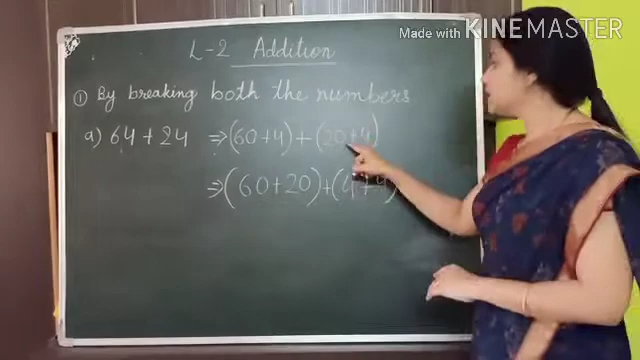 Made with KINEMASTER
L-2 Addition
① By breaking both the numbers
a) 64 + 24 ⇒ (60+4) + (20+4)
⇒ (60+20) + (4+4)